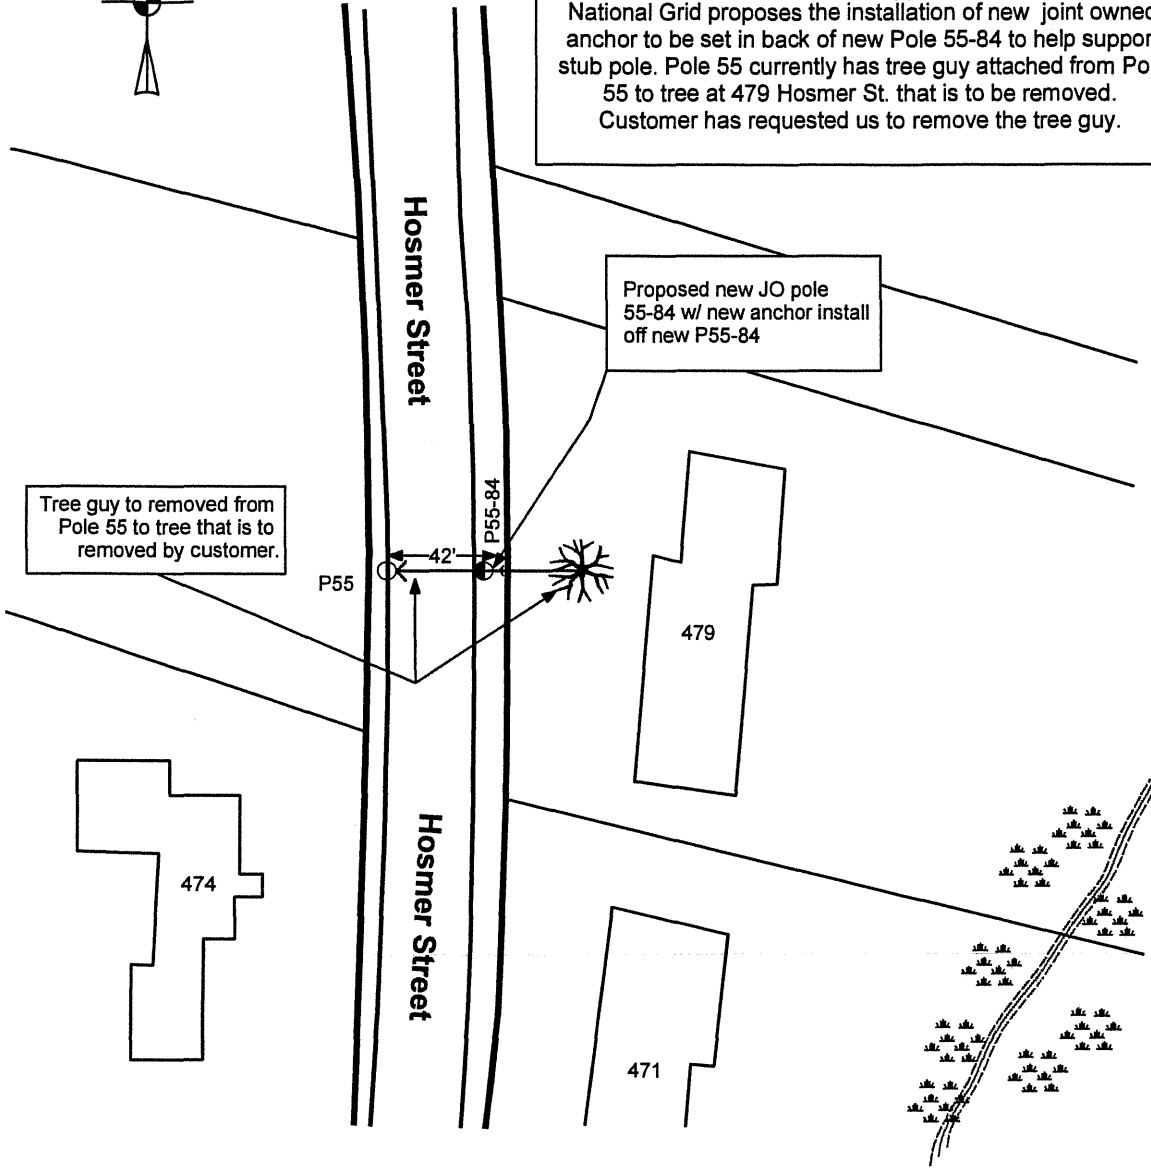 National Grid proposes the installation of new joint owned
anchor to be set in back of new Pole 55-84 to help suppor
stub pole. Pole 55 currently has tree guy attached from Po
55 to tree at 479 Hosmer St. that is to be removed.
Customer has requested us to remove the tree guy.
Hosmer Street
Proposed new JO pole
55-84 w/ new anchor install
off new P55-84
Tree guy to removed from
Pole 55 to tree that is to
removed by customer.
P55-84
42'
P55
479
474
Hosmer Street
471